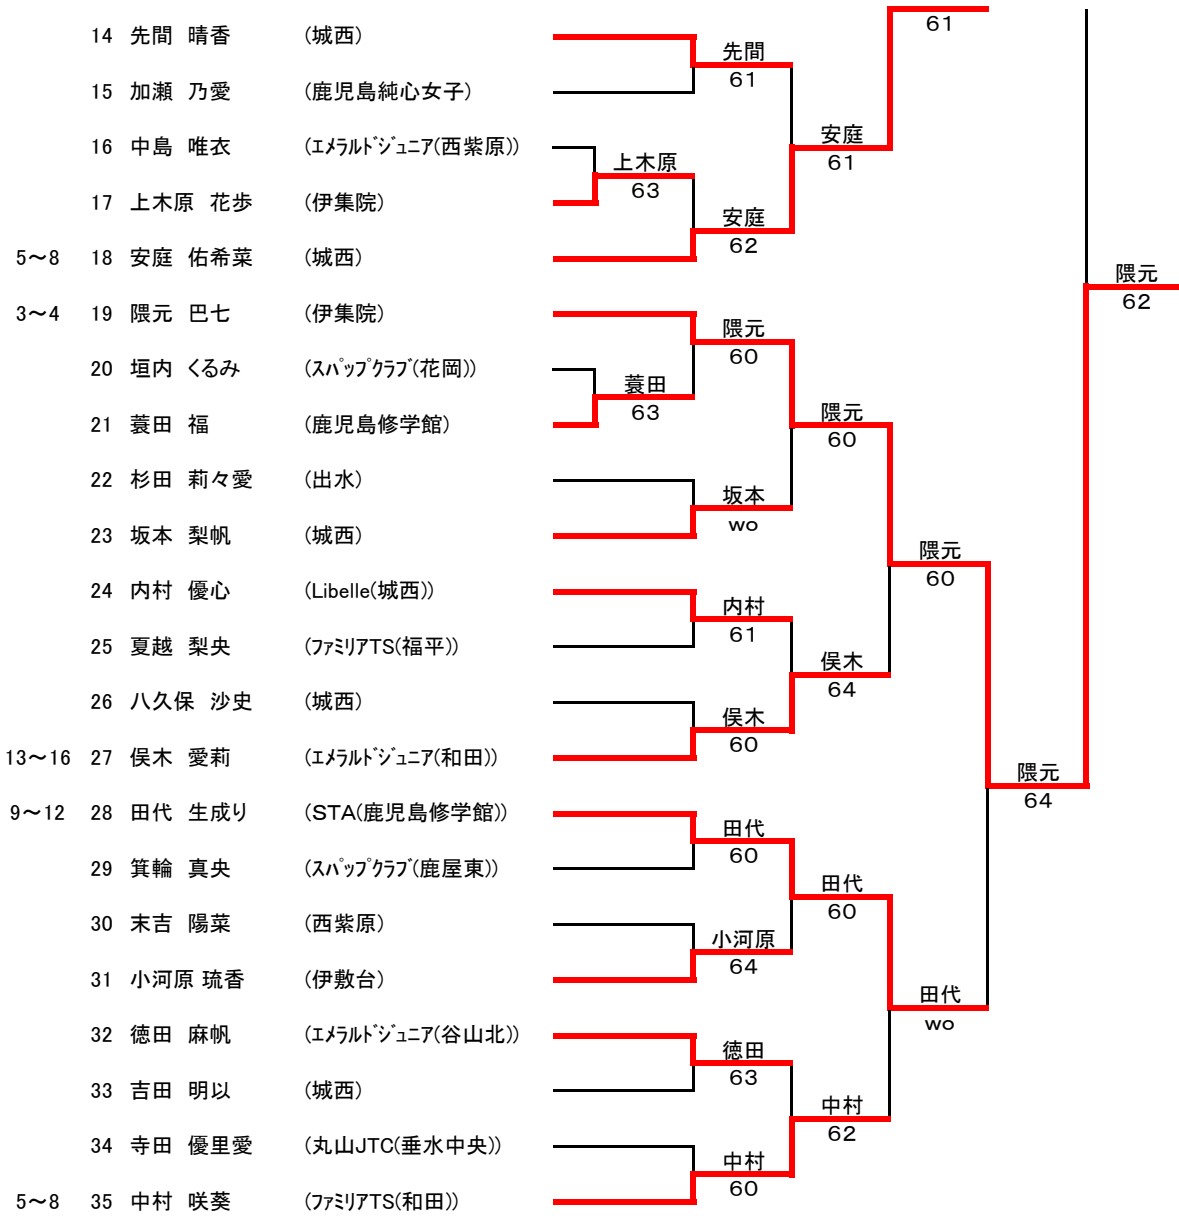 61
14 先間 晴香 (城西)
先間
61
15 加瀬 乃愛 (鹿児島純心女子)
安庭
61
16 中島 唯衣 (エメラルドジュニア(西紫原))
上木原
63
17 上木原 花歩 (伊集院)
安庭
62
5～8 18 安庭 佑希菜 (城西)
隈元
62
3～4 19 隈元 巴七 (伊集院)
隈元
60
20 垣内 くるみ (スパップクラブ(花岡))
蓑田
63
21 蓑田 福 (鹿児島修学館)
隈元
60
22 杉田 莉々愛 (出水)
坂本
wo
23 坂本 梨帆 (城西)
隈元
60
24 内村 優心 (Libelle(城西))
内村
61
25 夏越 梨央 (ファミリアTS(福平))
俣木
64
26 八久保 沙史 (城西)
俣木
60
13～16 27 俣木 愛莉 (エメラルドジュニア(和田))
隈元
64
9～12 28 田代 生成り (STA(鹿児島修学館))
田代
60
29 箕輪 真央 (スパップクラブ(鹿屋東))
田代
60
30 末吉 陽菜 (西紫原)
小河原
64
31 小河原 琉香 (伊敷台)
田代
wo
32 徳田 麻帆 (エメラルドジュニア(谷山北))
徳田
63
33 吉田 明以 (城西)
中村
62
34 寺田 優里愛 (丸山JTC(垂水中央))
中村
60
5～8 35 中村 咲葵 (ファミリアTS(和田))